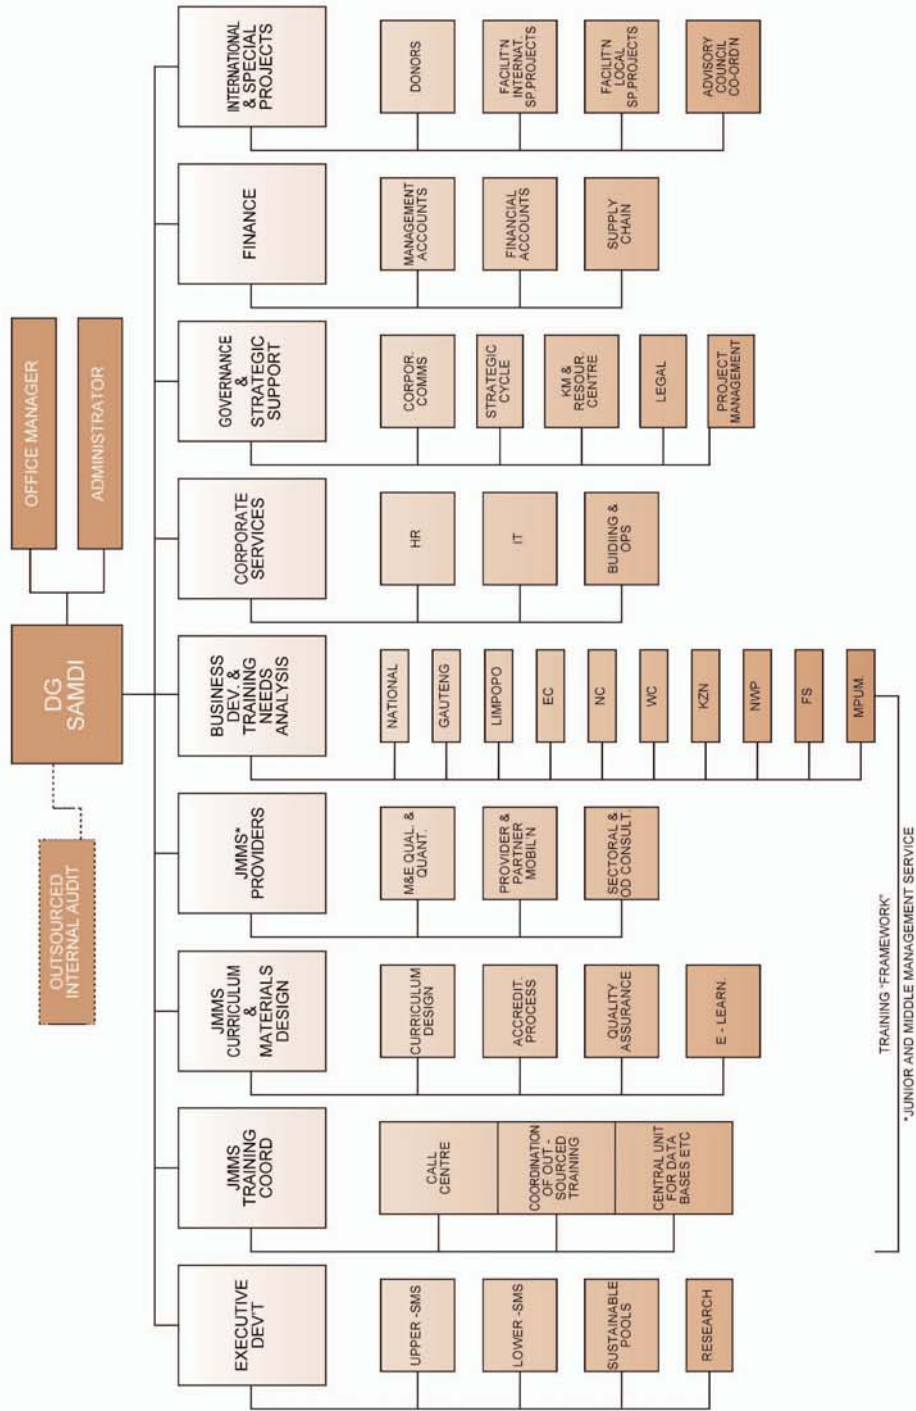 OUTSOURCED
INTERNAL AUDIT
DG
SAMDI
OFFICE MANAGER
ADMINISTRATOR
EXECUTIVE
DEV'T
UPPER -SMS
LOWER -SMS
SUSTAINABLE
POOLS
RESEARCH
JMMS
TRAINING
COORD
CALL
CENTRE
COORDINATION
OF OUT -
SOURCED
TRAINING
CENTRAL UNIT
FOR DATA
BASES ETC
JMMS
CURRICULUM
&
MATERIALS
DESIGN
CURRICULUM
DESIGN
ACCREDIT.
PROCESS
QUALITY
ASSURANCE
E - LEARN.
JMMS*
PROVIDERS
M&E QUAL. &
QUANT.
PROVIDER &
PARTNER
MOBIL'N
SECTORAL &
OD CONSULT.
BUSINESS
DEV. &
TRAINING
NEEDS
ANALYSIS
NATIONAL
GAUTENG
LIMPOPO
EC
NC
WC
KZN
NWP
FS
MPUM.
CORPORATE
SERVICES
HR
IT
BUIDIING &
OPS
GOVERNANCE
&
STRATEGIC
SUPPORT
CORPOR.
COMMS
STRATEGIC
CYCLE
KM &
RESOUR.
CENTRE
LEGAL
PROJECT
MANAGEMENT
FINANCE
MANAGEMENT
ACCOUNTS
FINANCIAL
ACCOUNTS
SUPPLY
CHAIN
INTERNATIONAL
& SPECIAL
PROJECTS
DONORS
FACILIT'N
INTERNAT.
SP.PROJECTS
FACILIT'N
LOCAL
SP.PROJECTS
ADVISORY
COUNCIL
CO-ORD'N
TRAINING "FRAMEWORK"
*JUNIOR AND MIDDLE MANAGEMENT SERVICE